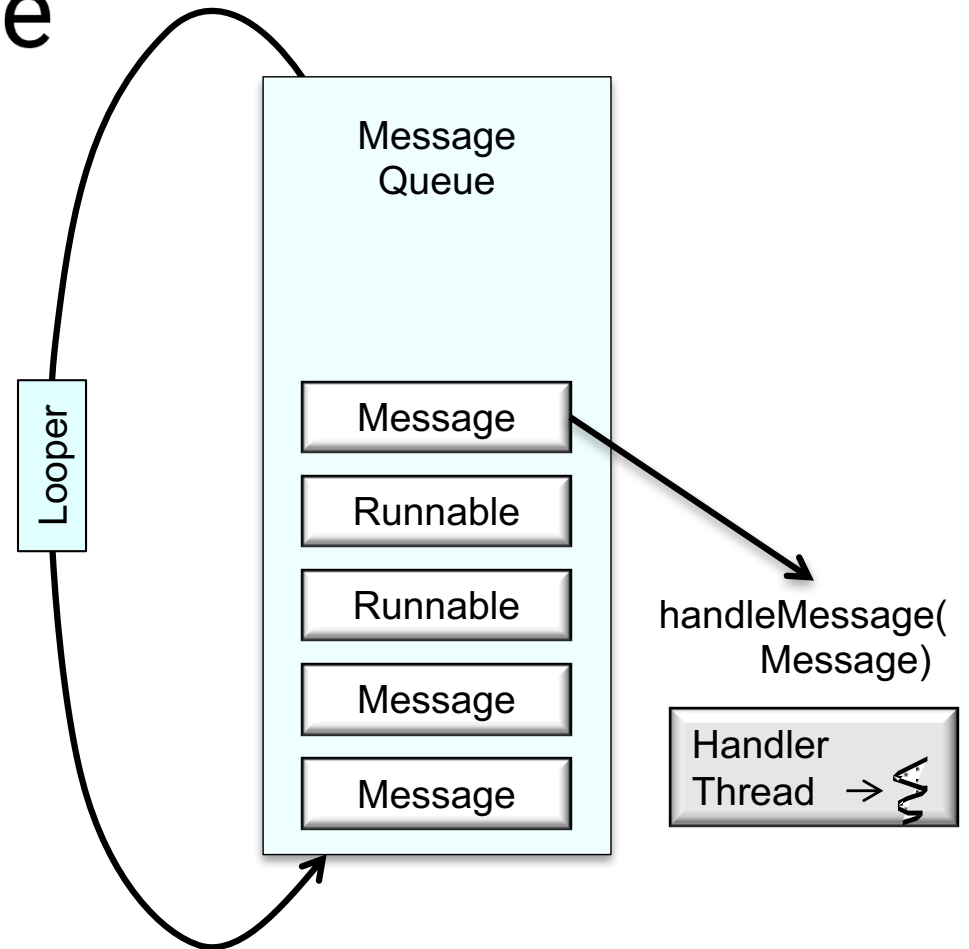 e
Message
Queue
Looper
Message
Runnable
Runnable
Message
Message
handleMessage(
Message)
Handler
Thread →